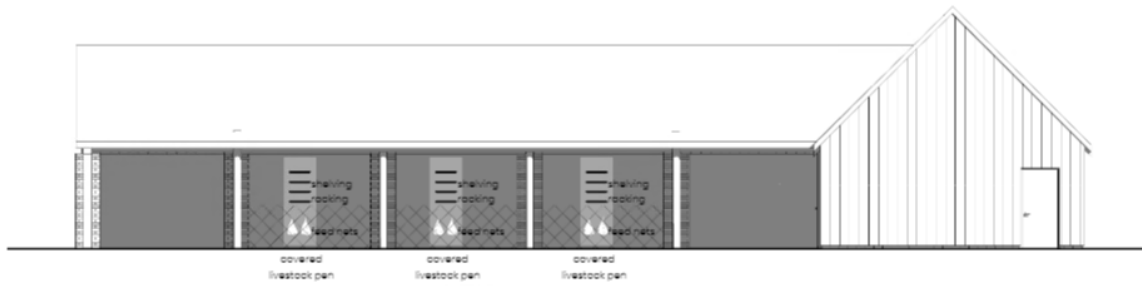 shelving
racking
feed nets
shelving
racking
feed nets
shelving
racking
feed nets
covered
livestock pen
covered
livestock pen
covered
livestock pen